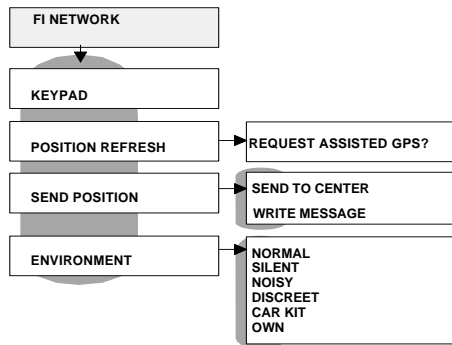 FI NETWORK
KEYPAD
POSITION REFRESH
REQUEST ASSISTED GPS?
SEND POSITION
SEND TO CENTER
WRITE MESSAGE
ENVIRONMENT
NORMAL
SILENT
NOISY
DISCREET
CAR KIT
OWN